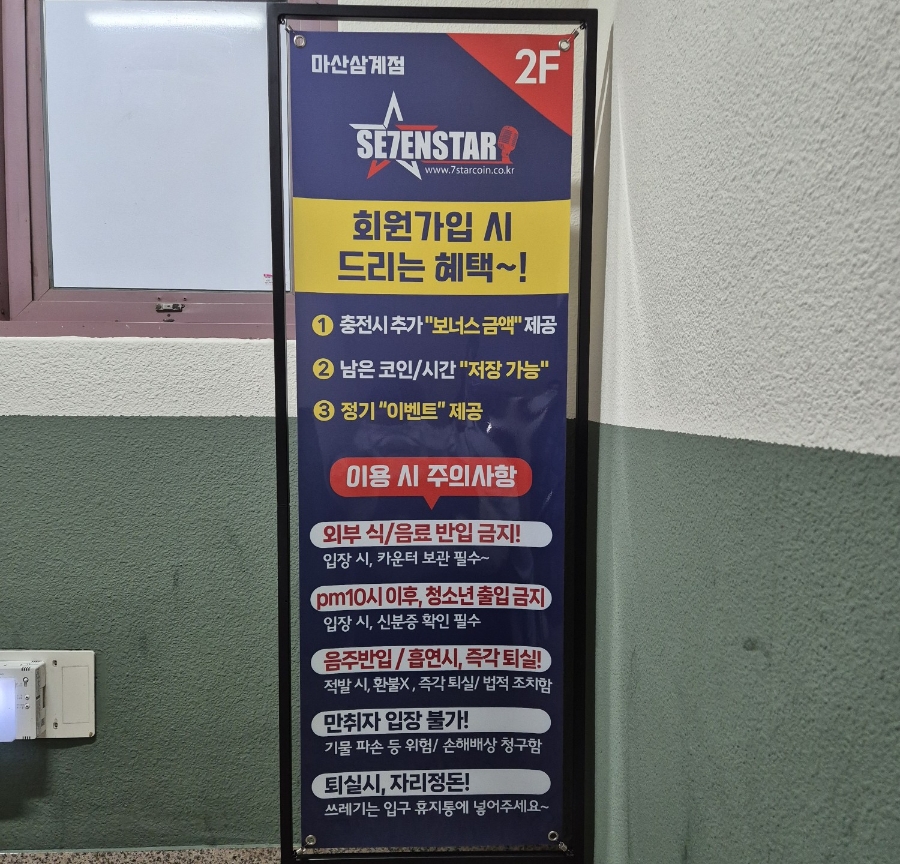 마산삼계점
2F
SE7ENSTAR
www.7starcoin.co.kr
회원가입 시
드리는 혜택~!
1 충전시 추가 "보너스 금액" 제공
2 남은 코인/시간 "저장 가능"
3 정기 "이벤트" 제공
이용 시 주의사항
외부 식/음료 반입 금지!
입장 시, 카운터 보관 필수~
pm10시 이후, 청소년 출입 금지
입장 시, 신분증 확인 필수
음주반입 / 흡연시, 즉각 퇴실!
적발 시, 환불X, 즉각 퇴실/ 법적 조치함
만취자 입장 불가!
기물 파손 등 위험/ 손해배상 청구함
퇴실시, 자리정돈!
쓰레기는 입구 휴지통에 넣어주세요~